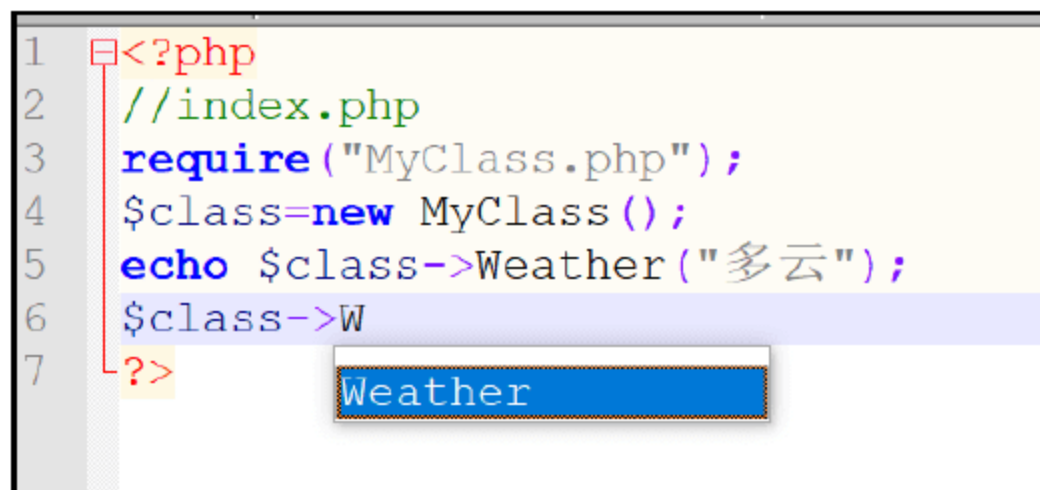 1 <?php
2 //index.php
3 require("MyClass.php");
4 $class=new MyClass();
5 echo $class->Weather("多云");
6 $class->W
7 ?>
Weather